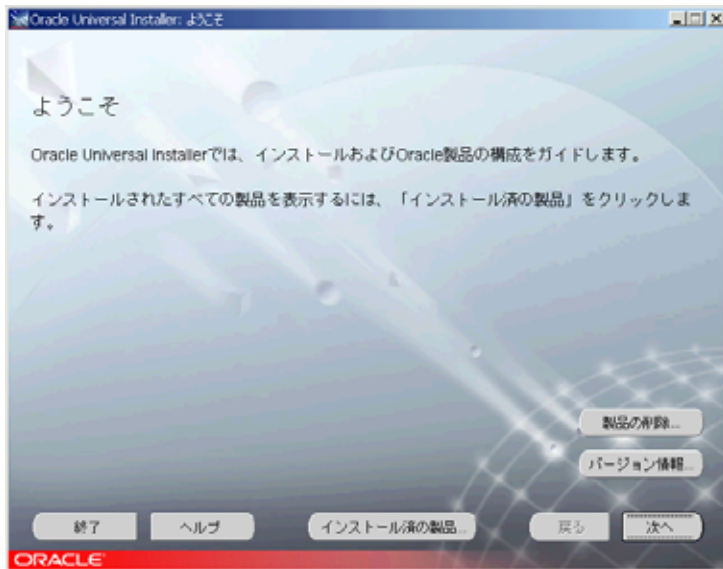 Oracle Universal Installer: ようこそ
ようこそ
Oracle Universal Installerでは、インストールおよびOracle製品の構成をガイドします。
インストールされたすべての製品を表示するには、「インストール済の製品」をクリックしま
す。
製品の削除...
バージョン情報...
終了
ヘルプ
インストール済の製品...
戻る
次へ
ORACLE